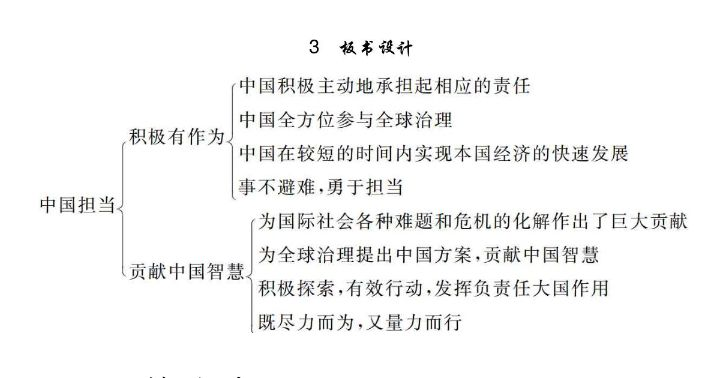 3 板书设计
中国担当
积极有作为
中国积极主动地承担起相应的责任
中国全方位参与全球治理
中国在较短的时间内实现本国经济的快速发展
事不避难,勇于担当
贡献中国智慧
为国际社会各种难题和危机的化解作出了巨大贡献
为全球治理提出中国方案,贡献中国智慧
积极探索,有效行动,发挥负责任大国作用
既尽力而为,又量力而行